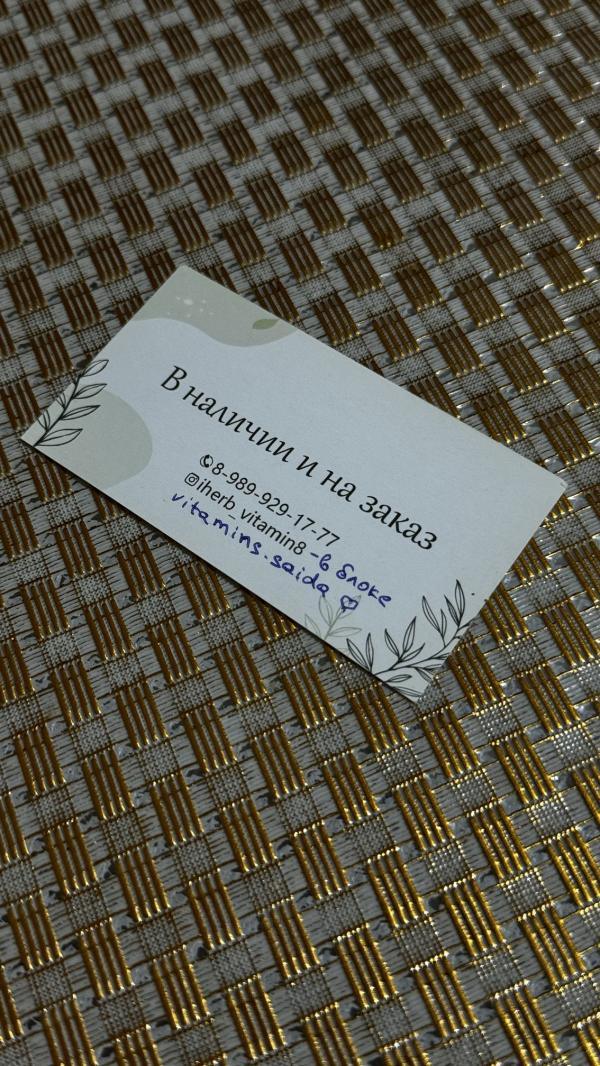 В наличии и на заказ
8-989-929-17-77
@iherb_vitamin8 - в блоке
vitamins.saida ♡